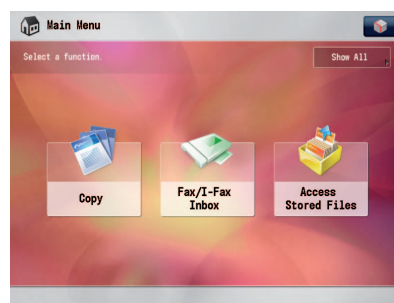 Main Menu
Select a function.
Show All
Copy
Fax/I-Fax
Inbox
Access
Stored Files